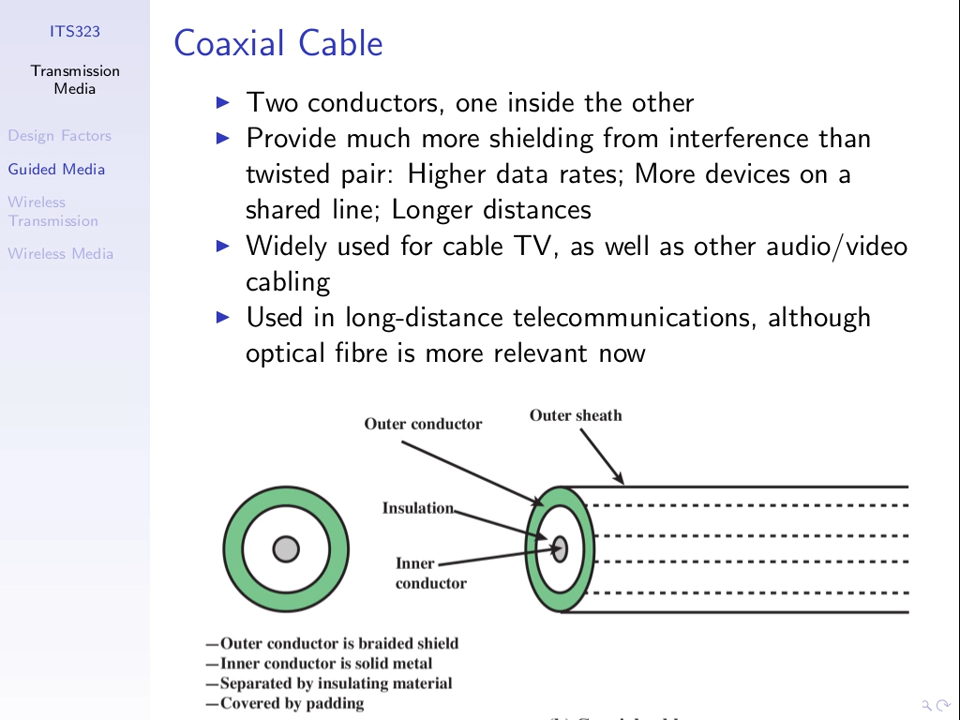 ITS323
Transmission
Media
Design Factors
Guided Media
Wireless
Transmission
Wireless Media
Coaxial Cable
Two conductors, one inside the other
Provide much more shielding from interference than
twisted pair: Higher data rates; More devices on a
shared line; Longer distances
Widely used for cable TV, as well as other audio/video
cabling
Used in long-distance telecommunications, although
optical fibre is more relevant now
Outer conductor
Outer sheath
Insulation
Inner
conductor
—Outer conductor is braided shield
—Inner conductor is solid metal
—Separated by insulating material
—Covered by padding